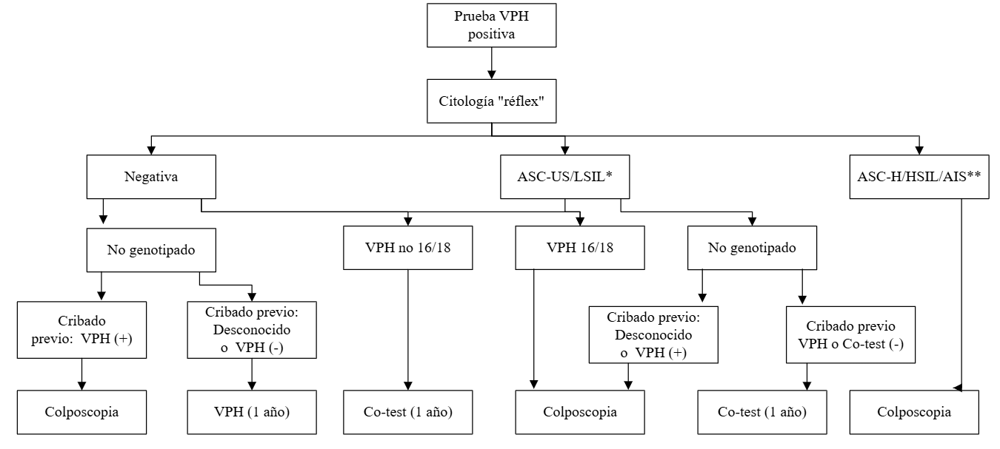 Prueba VPH
positiva
Citología "réflex"
Negativa
ASC-US/LSIL*
ASC-H/HSIL/AIS**
No genotipado
VPH no 16/18
VPH 16/18
No genotipado
Cribado
previo: VPH (+)
Cribado previo:
Desconocido
o VPH (-)
Cribado previo:
Desconocido
o VPH (+)
Cribado previo
VPH o Co-test (-)
Colposcopia
VPH (1 año)
Co-test (1 año)
Colposcopia
Co-test (1 año)
Colposcopia